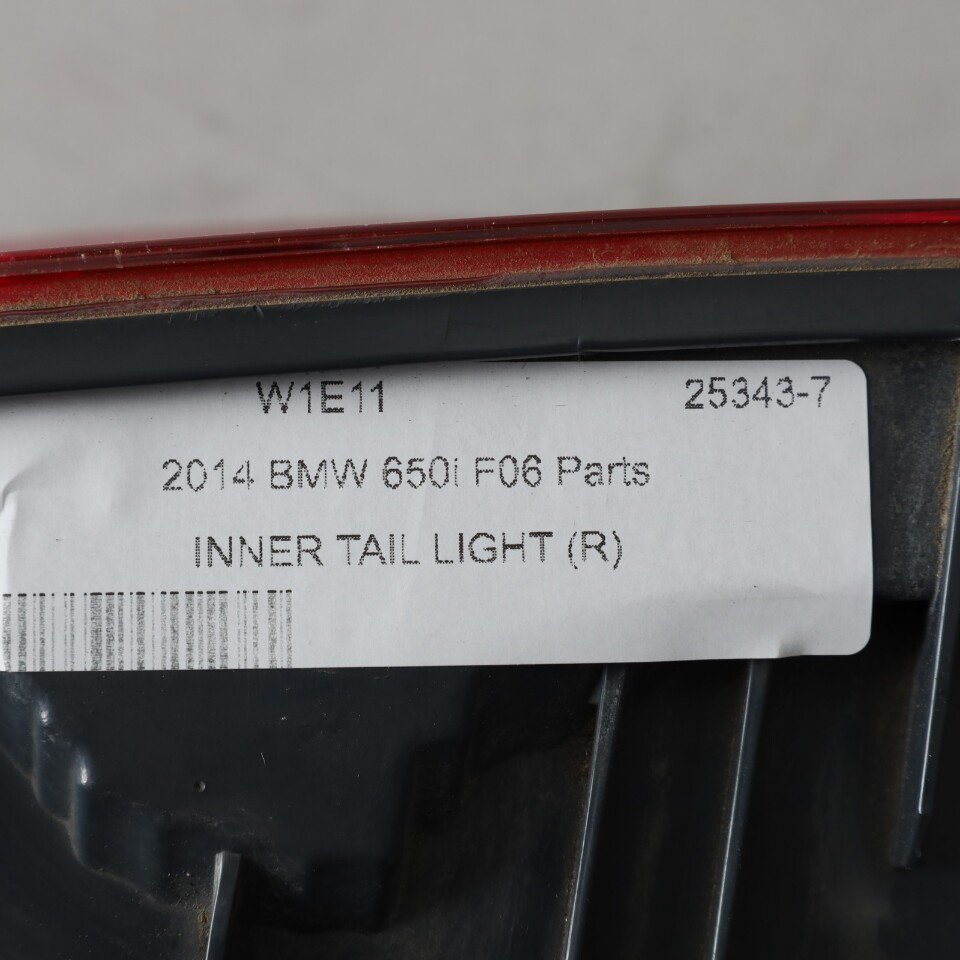 W1E11 25343-7
2014 BMW 650i F06 Parts
INNER TAIL LIGHT (R)